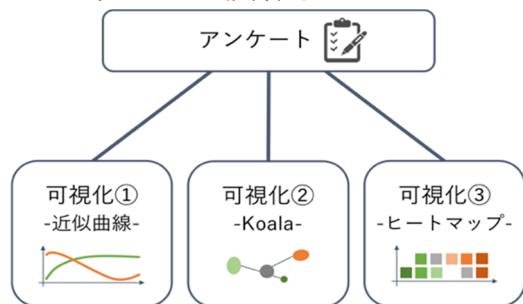 アンケート
可視化①
-近似曲線-
可視化②
-Koala-
可視化③
-ヒートマップ-